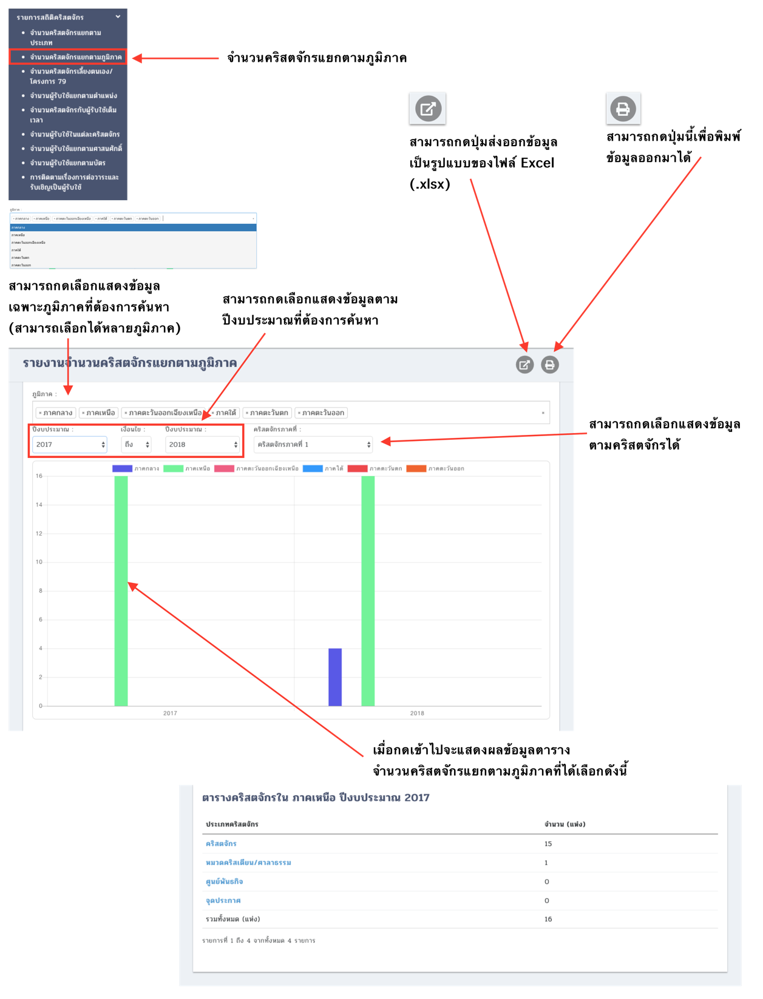 รายการสถิติคริสตจักร
จำนวนคริสตจักรแยกตาม
ประเภท
จำนวนคริสตจักรแยกตามภูมิภาค
จำนวนคริสตจักรเลี้ยงตนเอง/
โครงการ 79
จำนวนผู้รับใช้แยกตามตำแหน่ง
จำนวนคริสตจักรกับผู้รับใช้เต็ม
เวลา
จำนวนผู้รับใช้ในแต่ละคริสตจักร
จำนวนผู้รับใช้แยกตามศาสนศักดิ์
จำนวนผู้รับใช้แยกตามบัตร
การติดตามเรื่องการต่อวาระและ
รับเชิญเป็นผู้รับใช้
จำนวนคริสตจักรแยกตามภูมิภาค
สามารถกดปุ่มส่งออกข้อมูล
เป็นรูปแบบของไฟล์ Excel
(.xlsx)
สามารถกดปุ่มนี้เพื่อพิมพ์
ข้อมูลออกมาได้
ภูมิภาค :
× ภาคกลาง × ภาคเหนือ × ภาคตะวันออกเฉียงเหนือ × ภาคใต้ × ภาคตะวันตก × ภาคตะวันออก ×
ภาคกลาง
ภาคเหนือ
ภาคตะวันออกเฉียงเหนือ
ภาคใต้
ภาคตะวันตก
ภาคตะวันออก
สามารถกดเลือกแสดงข้อมูล
เฉพาะภูมิภาคที่ต้องการค้นหา
(สามารถเลือกได้หลายภูมิภาค)
สามารถกดเลือกแสดงข้อมูลตาม
ปีงบประมาณที่ต้องการค้นหา
รายงานจำนวนคริสตจักรแยกตามภูมิภาค
ภูมิภาค :
× ภาคกลาง × ภาคเหนือ × ภาคตะวันออกเฉียงเหนือ × ภาคใต้ × ภาคตะวันตก × ภาคตะวันออก ×
ปีงบประมาณ : เงื่อนไข : ปีงบประมาณ : คริสตจักรภาคที่ :
2017 ถึง 2018 คริสตจักรภาคที่ 1
สามารถกดเลือกแสดงข้อมูล
ตามคริสตจักรได้
ภาคกลาง ภาคเหนือ ภาคตะวันออกเฉียงเหนือ ภาคใต้ ภาคตะวันตก ภาคตะวันออก
16
14
12
10
8
6
4
2
0
2017 2018
เมื่อกดเข้าไปจะแสดงผลข้อมูลตาราง
จำนวนคริสตจักรแยกตามภูมิภาคที่ได้เลือกดังนี้
ตารางคริสตจักรใน ภาคเหนือ ปีงบประมาณ 2017
ประเภทคริสตจักร จำนวน (แห่ง)
คริสตจักร 15
หมวดคริสเตียน/ศาลาธรรม 1
ศูนย์พันธกิจ 0
จุดประกาศ 0
รวมทั้งหมด (แห่ง) 16
รายการที่ 1 ถึง 4 จากทั้งหมด 4 รายการ